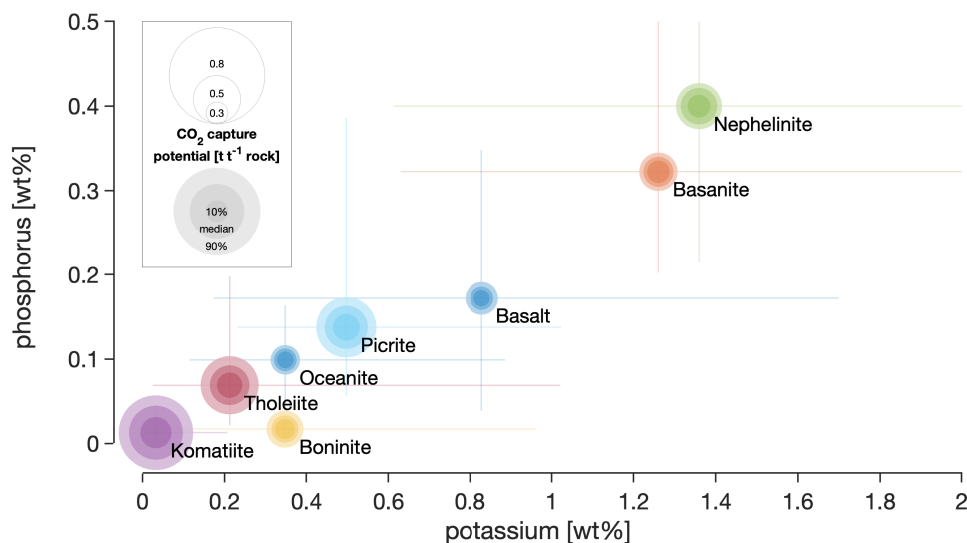 0.5
0.4
0.3
0.2
0.1
0
phosphorus [wt%]
0.8
0.5
0.3
CO₂ capture
potential [t t⁻¹ rock]
10%
median
90%
Nephelinite
Basanite
Basalt
Picrite
Oceanite
Tholeiite
Boninite
Komatiite
0 0.2 0.4 0.6 0.8 1 1.2 1.4 1.6 1.8 2
potassium [wt%]